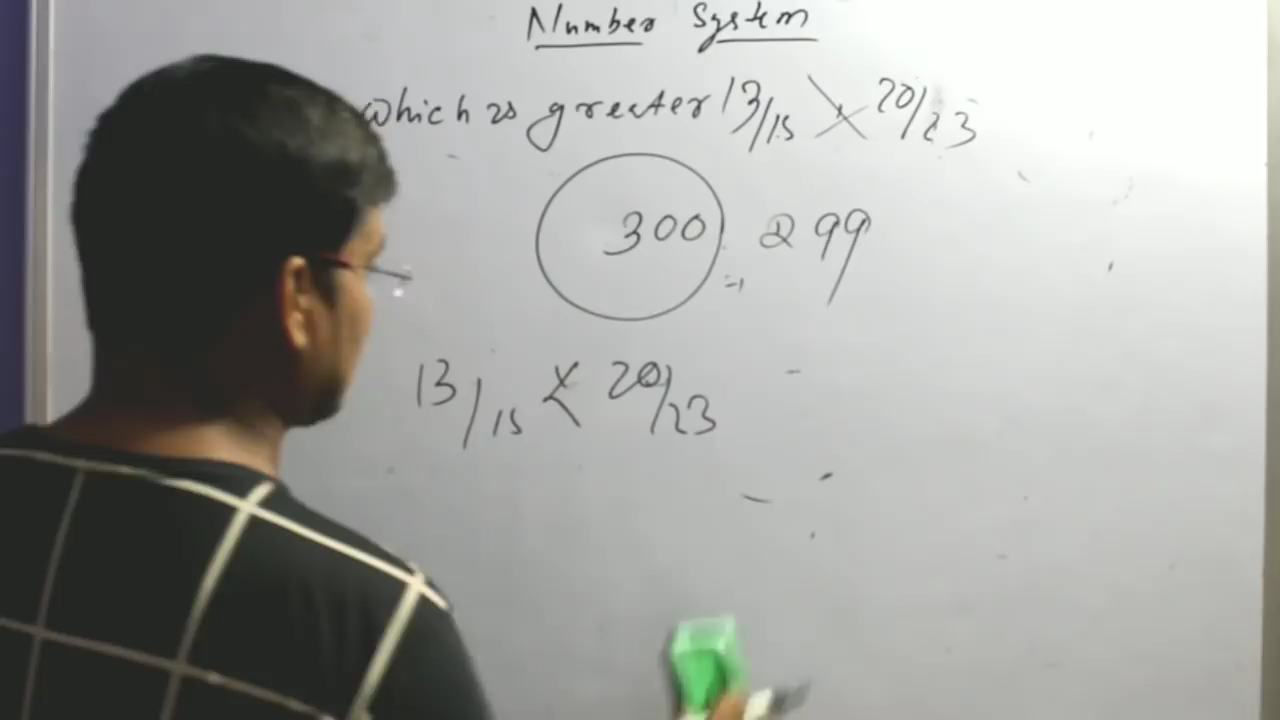 Number System
which is greater 13/15 × 20/23
300 299
13/15 < 20/23